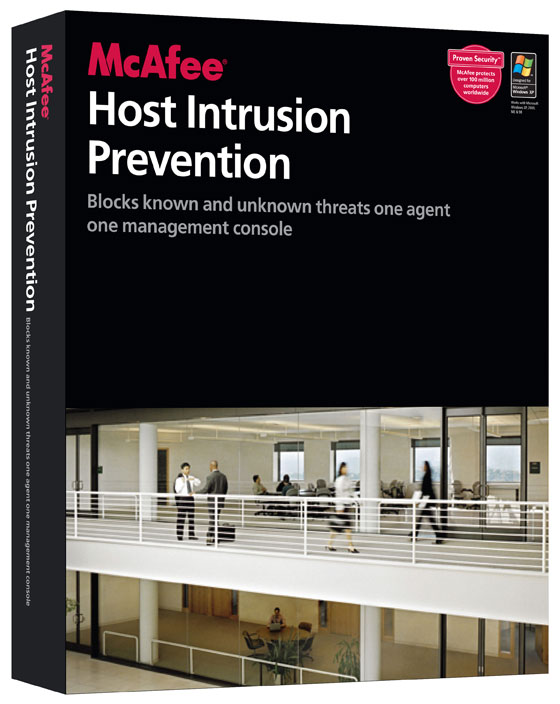 McAfee®
Host Intrusion
Prevention
Blocks known and unknown threats one agent
one management console
Proven Security™
McAfee protects
over 100 million
computers
worldwide
Designed for
Microsoft®
Windows® XP
McAfee®
Host Intrusion Prevention
Blocks known and unknown threats one agent one management console